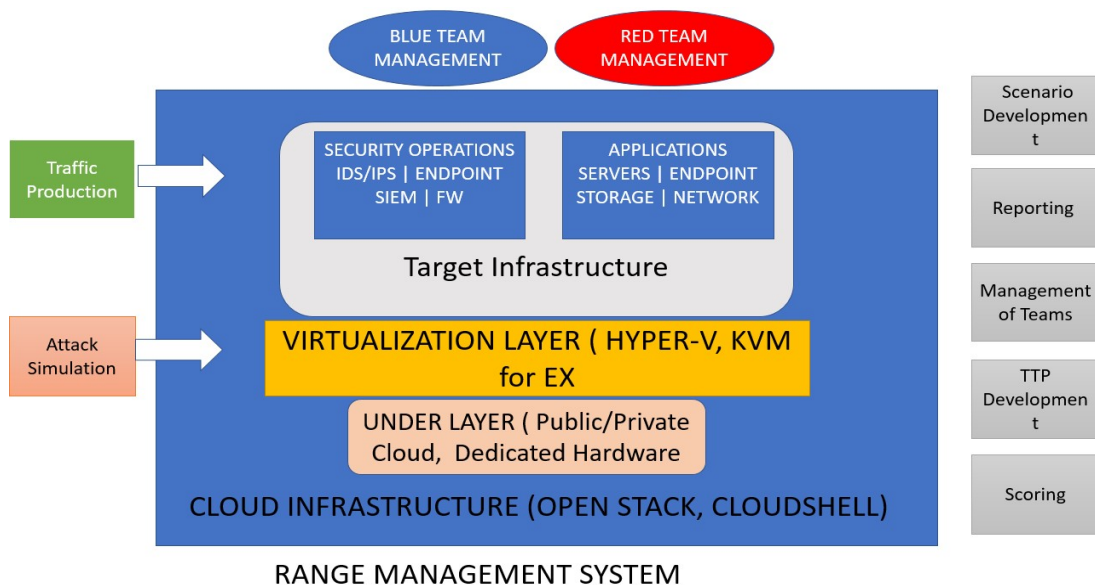 BLUE TEAM
MANAGEMENT
RED TEAM
MANAGEMENT
Traffic
Production
Attack
Simulation
SECURITY OPERATIONS
IDS/IPS | ENDPOINT
SIEM | FW
APPLICATIONS
SERVERS | ENDPOINT
STORAGE | NETWORK
Target Infrastructure
VIRTUALIZATION LAYER ( HYPER-V, KVM
for EX
UNDER LAYER ( Public/Private
Cloud, Dedicated Hardware
CLOUD INFRASTRUCTURE (OPEN STACK, CLOUDSHELL)
RANGE MANAGEMENT SYSTEM
Scenario
Developmen
t
Reporting
Management
of Teams
TTP
Developmen
t
Scoring